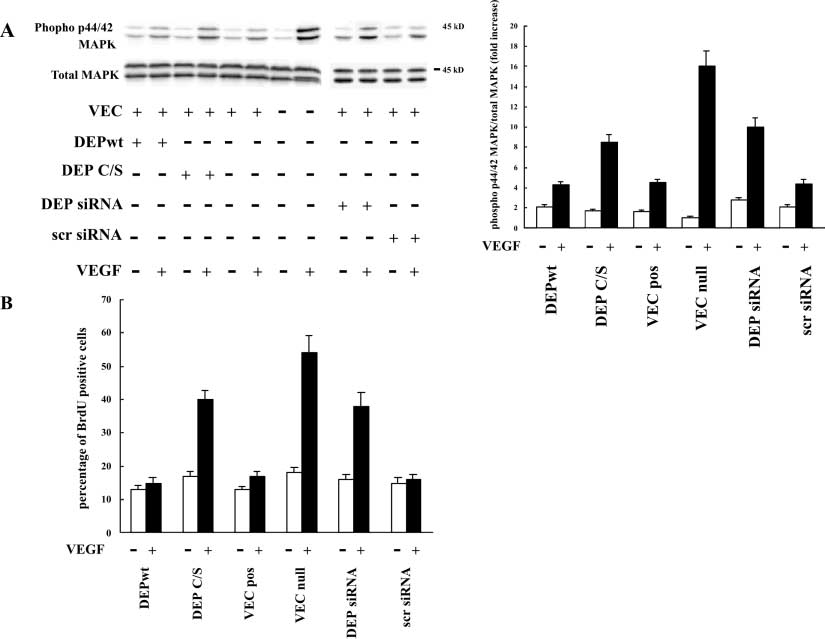 A
Phospho p44/42
MAPK
45 kD
Total MAPK
45 kD
VEC + + + + + + - - + + + +
DEPwt + + - - - - - - - - - -
DEP C/S - - + + - - - - - - - -
DEP siRNA - - - - - - - - + + - -
scr siRNA - - - - - - - - - - + +
VEGF - + - + - + - + - + - +
phospho p44/42 MAPK/total MAPK (fold increase)
20
18
16
14
12
10
8
6
4
2
0
VEGF - + - + - + - + - + - +
DEPwt
DEP C/S
VEC pos
VEC null
DEP siRNA
scr siRNA
B
percentage of BrdU positive cells
70
60
50
40
30
20
10
0
VEGF - + - + - + - + - + - +
DEPwt
DEP C/S
VEC pos
VEC null
DEP siRNA
scr siRNA